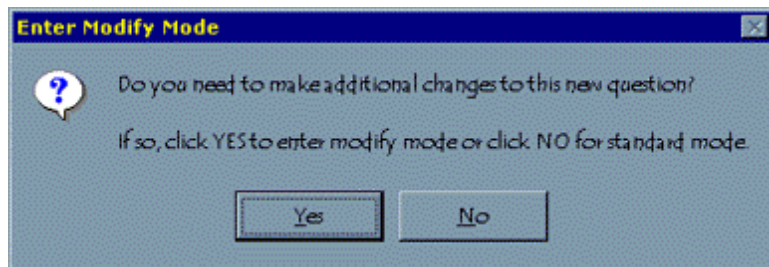 Enter Modify Mode
Do you need to make additional changes to this new question?
If so, click YES to enter modify mode or click NO for standard mode.
Yes No